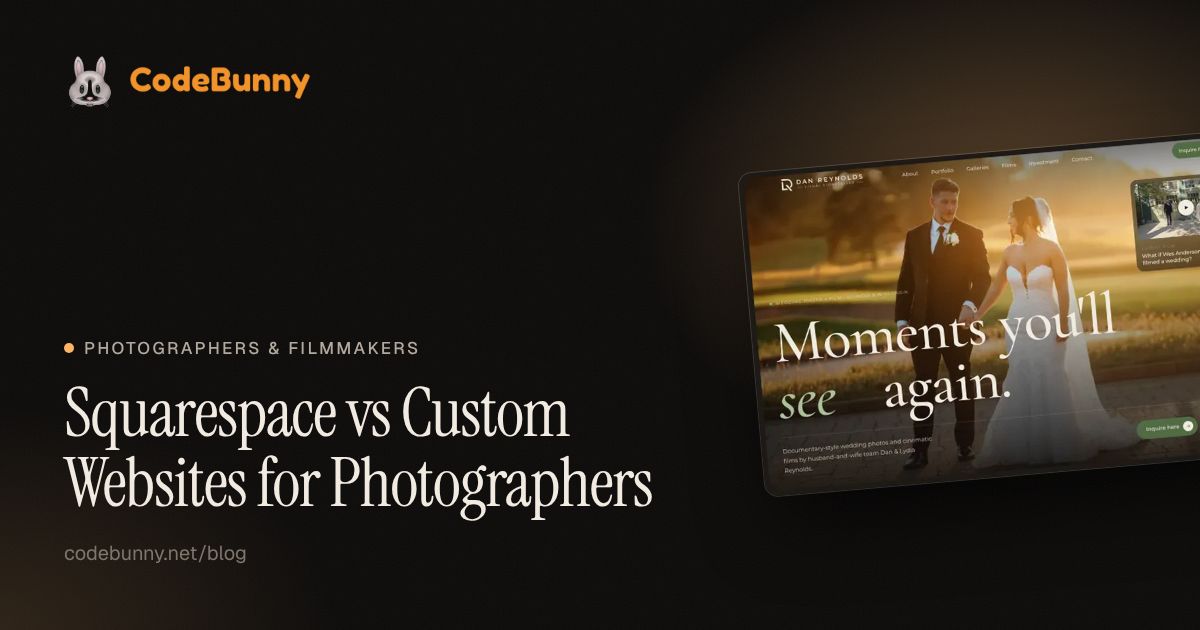 CodeBunny
PHOTOGRAPHERS & FILMMAKERS
Squarespace vs Custom
Websites for Photographers
codebunny.net/blog
DAN REYNOLDS
About Portfolio Galleries Films Investment Contact
Inquire
What if Wes Anderson
filmed a wedding?
Moments you'll
see again.
Documentary-style wedding photos and cinematic
films by husband-and-wife team Dan & Lydia
Reynolds.
Inquire here